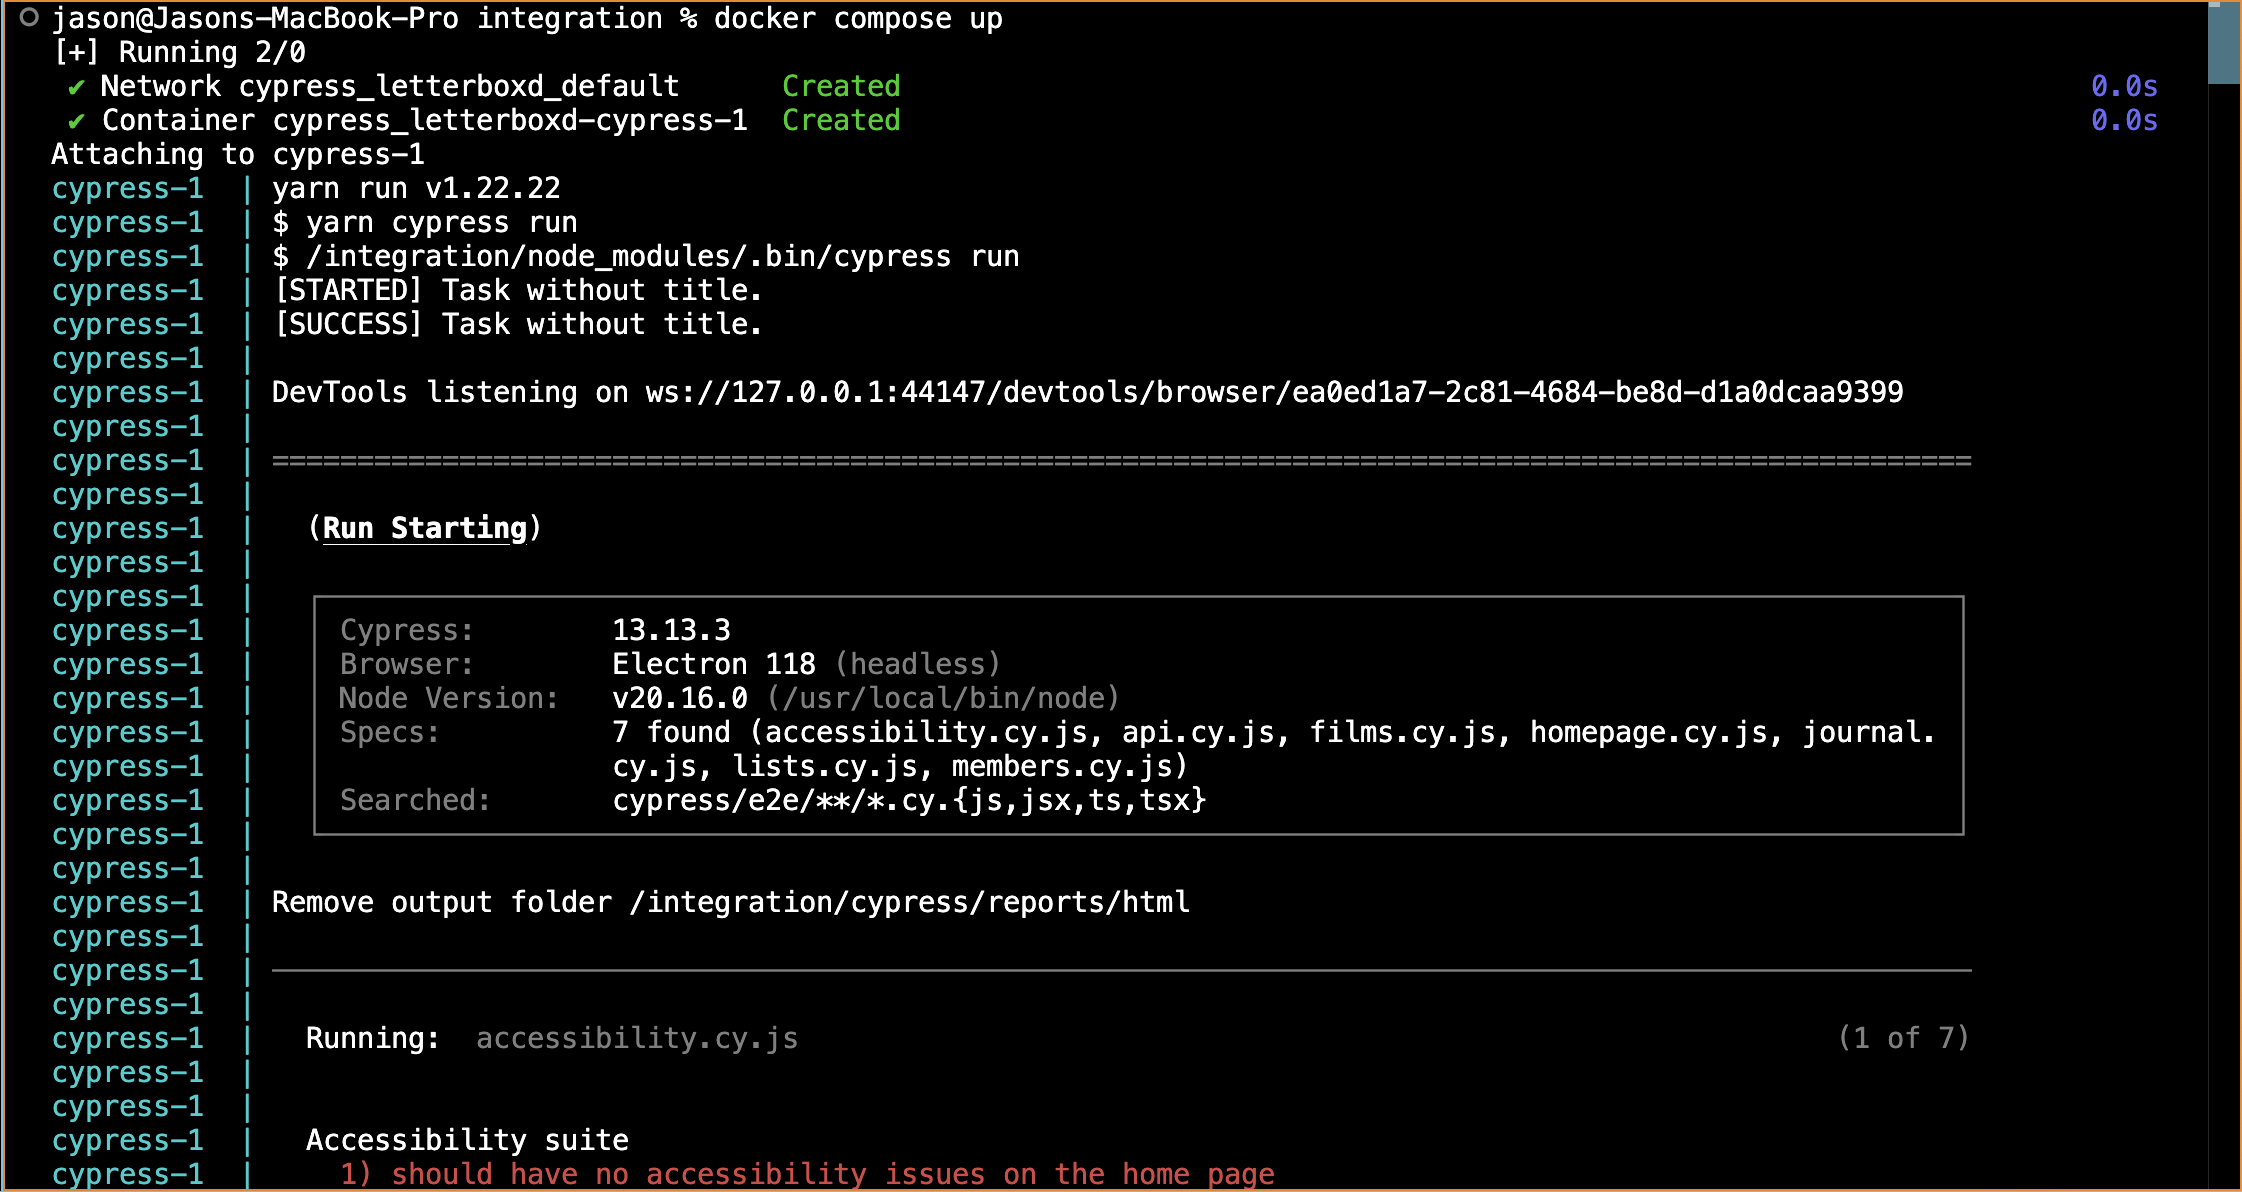 jason@Jasons-MacBook-Pro integration % docker compose up
[+] Running 2/0
✔ Network cypress_letterboxd_default Created 0.0s
✔ Container cypress_letterboxd-cypress-1 Created 0.0s
Attaching to cypress-1
cypress-1 | yarn run v1.22.22
cypress-1 | $ yarn cypress run
cypress-1 | $ /integration/node_modules/.bin/cypress run
cypress-1 | [STARTED] Task without title.
cypress-1 | [SUCCESS] Task without title.
cypress-1 |
cypress-1 | DevTools listening on ws://127.0.0.1:44147/devtools/browser/ea0ed1a7-2c81-4684-be8d-d1a0dcaa9399
cypress-1 |
cypress-1 | ====================================================================================================
cypress-1 |
cypress-1 | (Run Starting)
cypress-1 |
cypress-1 |
cypress-1 | Cypress: 13.13.3
cypress-1 | Browser: Electron 118 (headless)
cypress-1 | Node Version: v20.16.0 (/usr/local/bin/node)
cypress-1 | Specs: 7 found (accessibility.cy.js, api.cy.js, films.cy.js, homepage.cy.js, journal.
cypress-1 | cy.js, lists.cy.js, members.cy.js)
cypress-1 | Searched: cypress/e2e/**/*.cy.{js,jsx,ts,tsx}
cypress-1 |
cypress-1 |
cypress-1 | Remove output folder /integration/cypress/reports/html
cypress-1 |
cypress-1 |
cypress-1 |
cypress-1 | Running: accessibility.cy.js (1 of 7)
cypress-1 |
cypress-1 |
cypress-1 | Accessibility suite
cypress-1 | 1) should have no accessibility issues on the home page